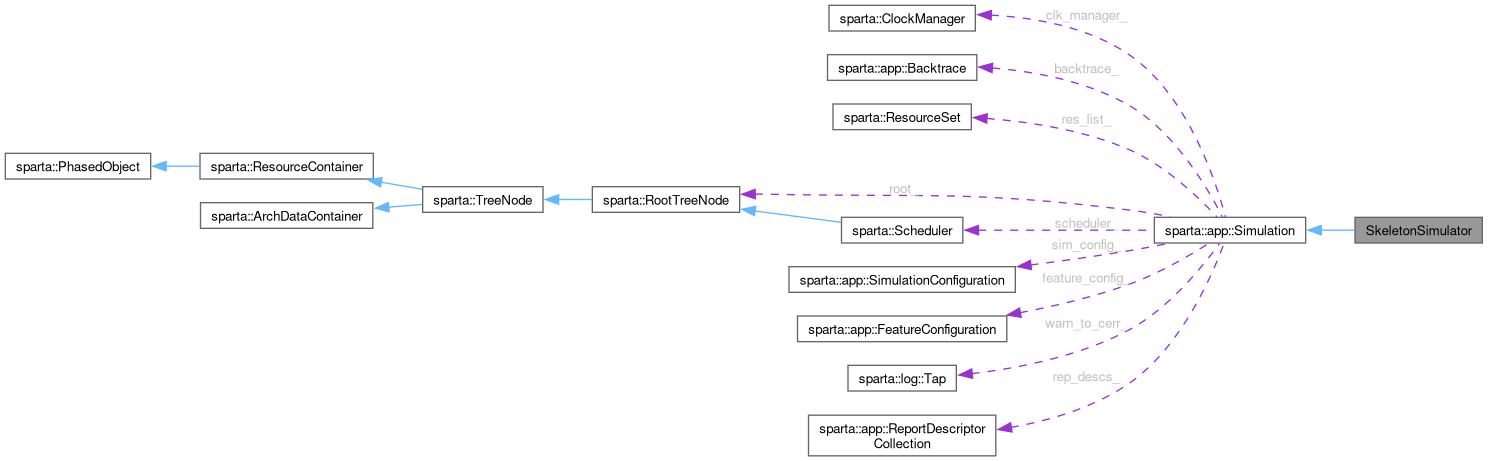 sparta::ClockManager
clk_manager_
sparta::app::Backtrace
backtrace_
sparta::ResourceSet
res_list_
sparta::PhasedObject
sparta::ResourceContainer
sparta::ArchDataContainer
sparta::TreeNode
sparta::RootTreeNode
root_
sparta::Scheduler
scheduler_
sparta::app::Simulation
SkeletonSimulator
sim_config_
sparta::app::SimulationConfiguration
feature_config_
sparta::app::FeatureConfiguration
warn_to_cerr_
sparta::log::Tap
rep_descs_
sparta::app::ReportDescriptor
Collection